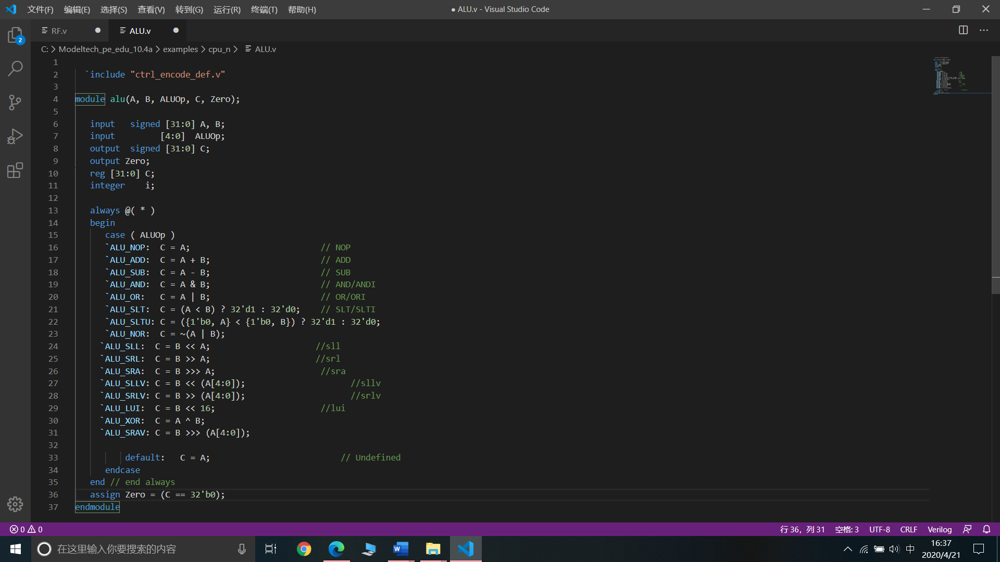 文件(F) 编辑(E) 选择(S) 查看(V) 转到(G) 运行(R) 终端(T) 帮助(H) ● ALU.v - Visual Studio Code
RF.v ALU.v
2
C: > Modeltech_pe_edu_10.4a > examples > cpu_n > ALU.v
1
2 `include "ctrl_encode_def.v"
3
4 module alu(A, B, ALUOp, C, Zero);
5
6 input signed [31:0] A, B;
7 input [4:0] ALUOp;
8 output signed [31:0] C;
9 output Zero;
10 reg [31:0] C;
11 integer i;
12
13 always @( * )
14 begin
15 case ( ALUOp )
16 `ALU_NOP: C = A; // NOP
17 `ALU_ADD: C = A + B; // ADD
18 `ALU_SUB: C = A - B; // SUB
19 `ALU_AND: C = A & B; // AND/ANDI
20 `ALU_OR: C = A | B; // OR/ORI
21 `ALU_SLT: C = (A < B) ? 32'd1 : 32'd0; // SLT/SLTI
22 `ALU_SLTU: C = ({1'b0, A} < {1'b0, B}) ? 32'd1 : 32'd0;
23 `ALU_NOR: C = ~(A | B);
24 `ALU_SLL: C = B << A; //sll
25 `ALU_SRL: C = B >> A; //srl
26 `ALU_SRA: C = B >>> A; //sra
27 `ALU_SLLV: C = B << (A[4:0]); //sllv
28 `ALU_SRLV: C = B >> (A[4:0]); //srlv
29 `ALU_LUI: C = B << 16; //lui
30 `ALU_XOR: C = A ^ B;
31 `ALU_SRAV: C = B >>> (A[4:0]);
32
33 default: C = A; // Undefined
34 endcase
35 end // end always
36 assign Zero = (C == 32'b0);
37 endmodule
0 0 行 36，列 31 空格: 3 UTF-8 CRLF Verilog
在这里输入你要搜索的内容 中 16:37
2020/4/21